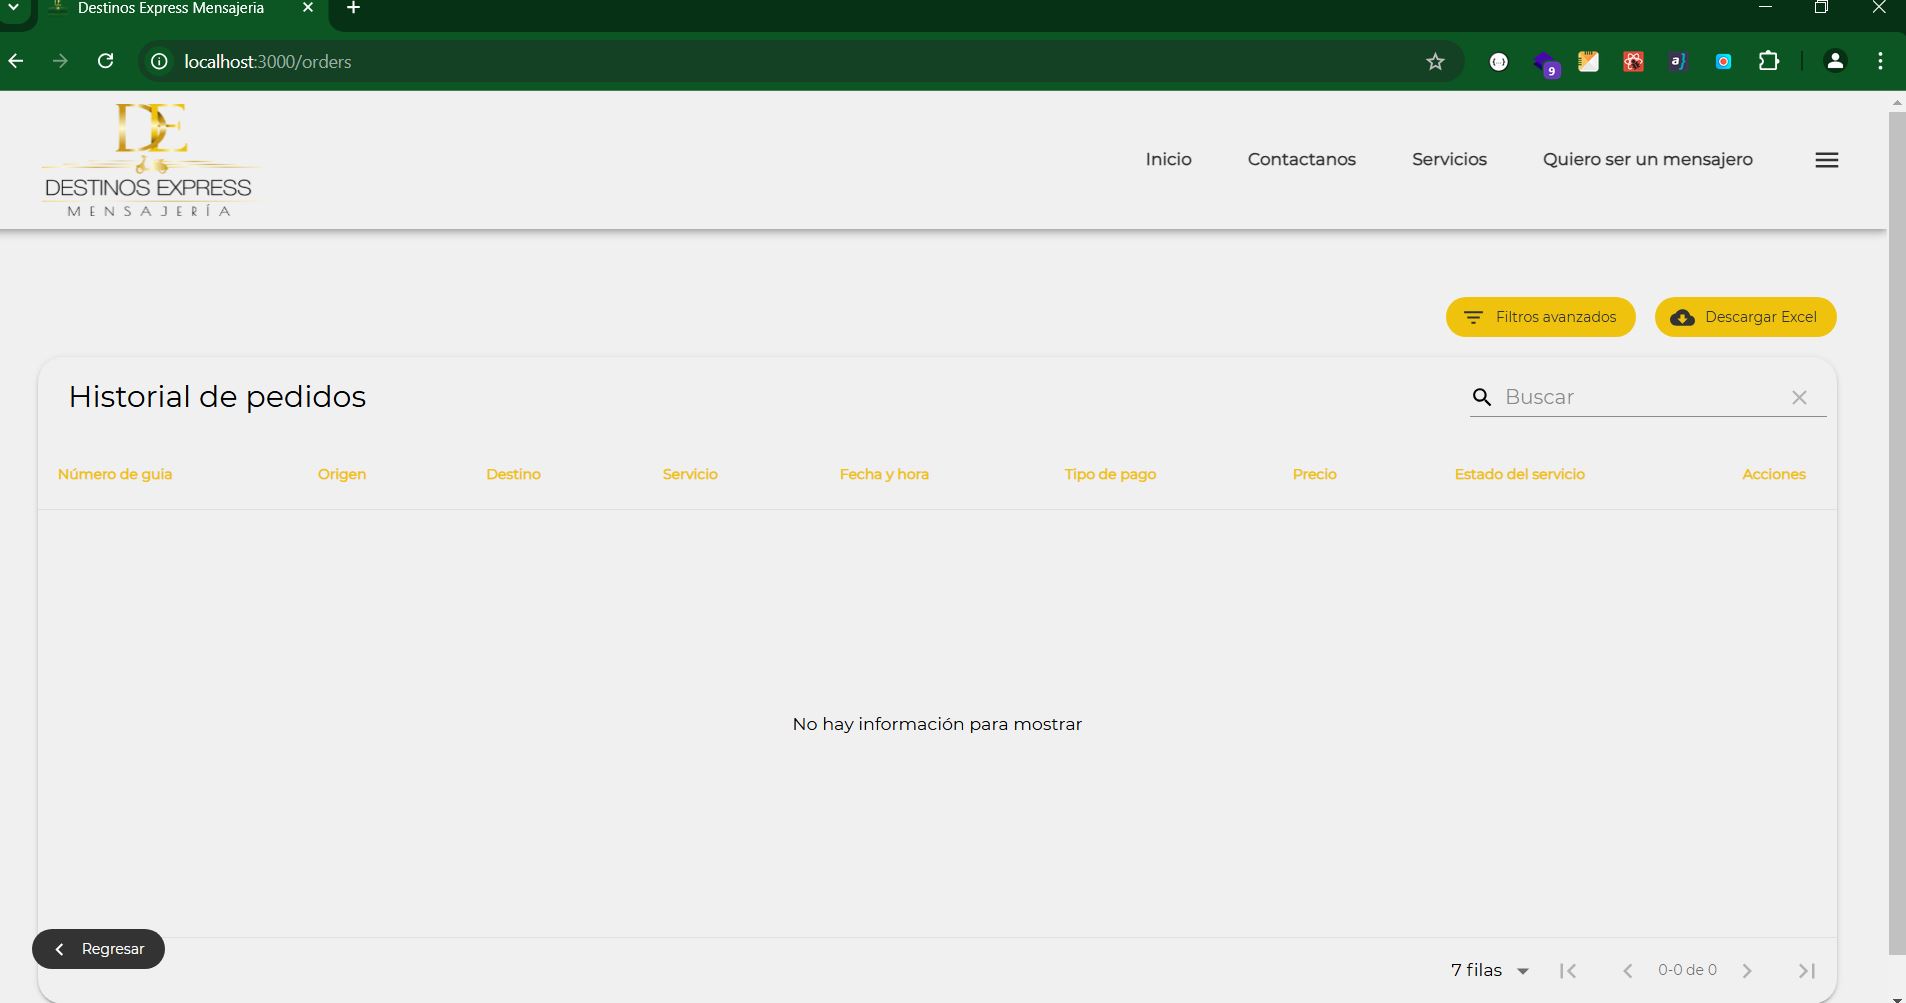 Destinos Express Mensajeria
localhost:3000/orders
9
a}
DE
DESTINOS EXPRESS
MENSAJERÍA
Inicio
Contactanos
Servicios
Quiero ser un mensajero
Filtros avanzados
Descargar Excel
Historial de pedidos
Buscar
Número de guia
Origen
Destino
Servicio
Fecha y hora
Tipo de pago
Precio
Estado del servicio
Acciones
No hay información para mostrar
Regresar
7 filas
0-0 de 0